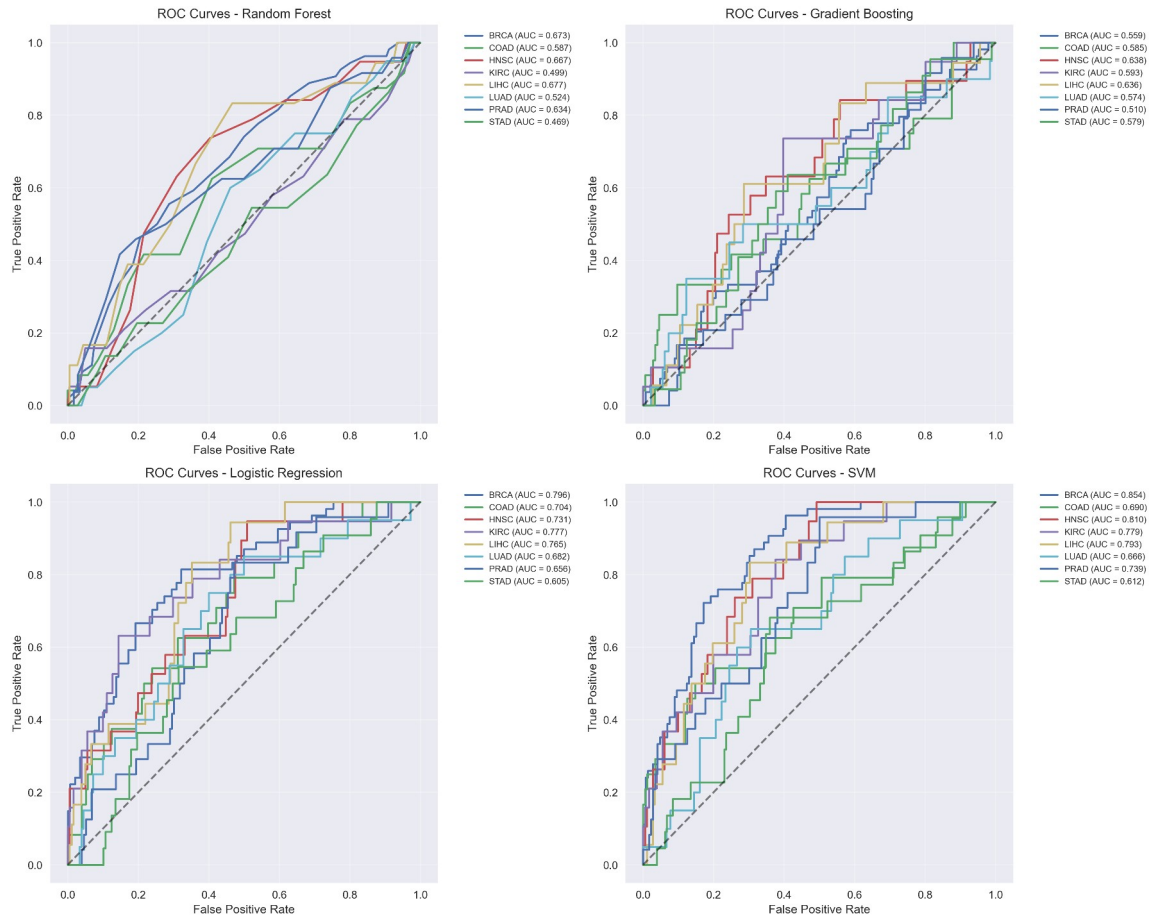 ROC Curves - Random Forest
1.0
0.8
0.6
0.4
0.2
0.0
True Positive Rate
0.0 0.2 0.4 0.6 0.8 1.0
False Positive Rate
BRCA (AUC = 0.673)
COAD (AUC = 0.587)
HNSC (AUC = 0.667)
KIRC (AUC = 0.499)
LIHC (AUC = 0.677)
LUAD (AUC = 0.524)
PRAD (AUC = 0.634)
STAD (AUC = 0.469)
ROC Curves - Gradient Boosting
1.0
0.8
0.6
0.4
0.2
0.0
True Positive Rate
0.0 0.2 0.4 0.6 0.8 1.0
False Positive Rate
BRCA (AUC = 0.559)
COAD (AUC = 0.585)
HNSC (AUC = 0.638)
KIRC (AUC = 0.593)
LIHC (AUC = 0.636)
LUAD (AUC = 0.574)
PRAD (AUC = 0.510)
STAD (AUC = 0.579)
ROC Curves - Logistic Regression
1.0
0.8
0.6
0.4
0.2
0.0
True Positive Rate
0.0 0.2 0.4 0.6 0.8 1.0
False Positive Rate
BRCA (AUC = 0.796)
COAD (AUC = 0.704)
HNSC (AUC = 0.731)
KIRC (AUC = 0.777)
LIHC (AUC = 0.765)
LUAD (AUC = 0.682)
PRAD (AUC = 0.656)
STAD (AUC = 0.605)
ROC Curves - SVM
1.0
0.8
0.6
0.4
0.2
0.0
True Positive Rate
0.0 0.2 0.4 0.6 0.8 1.0
False Positive Rate
BRCA (AUC = 0.854)
COAD (AUC = 0.690)
HNSC (AUC = 0.810)
KIRC (AUC = 0.779)
LIHC (AUC = 0.793)
LUAD (AUC = 0.666)
PRAD (AUC = 0.739)
STAD (AUC = 0.612)